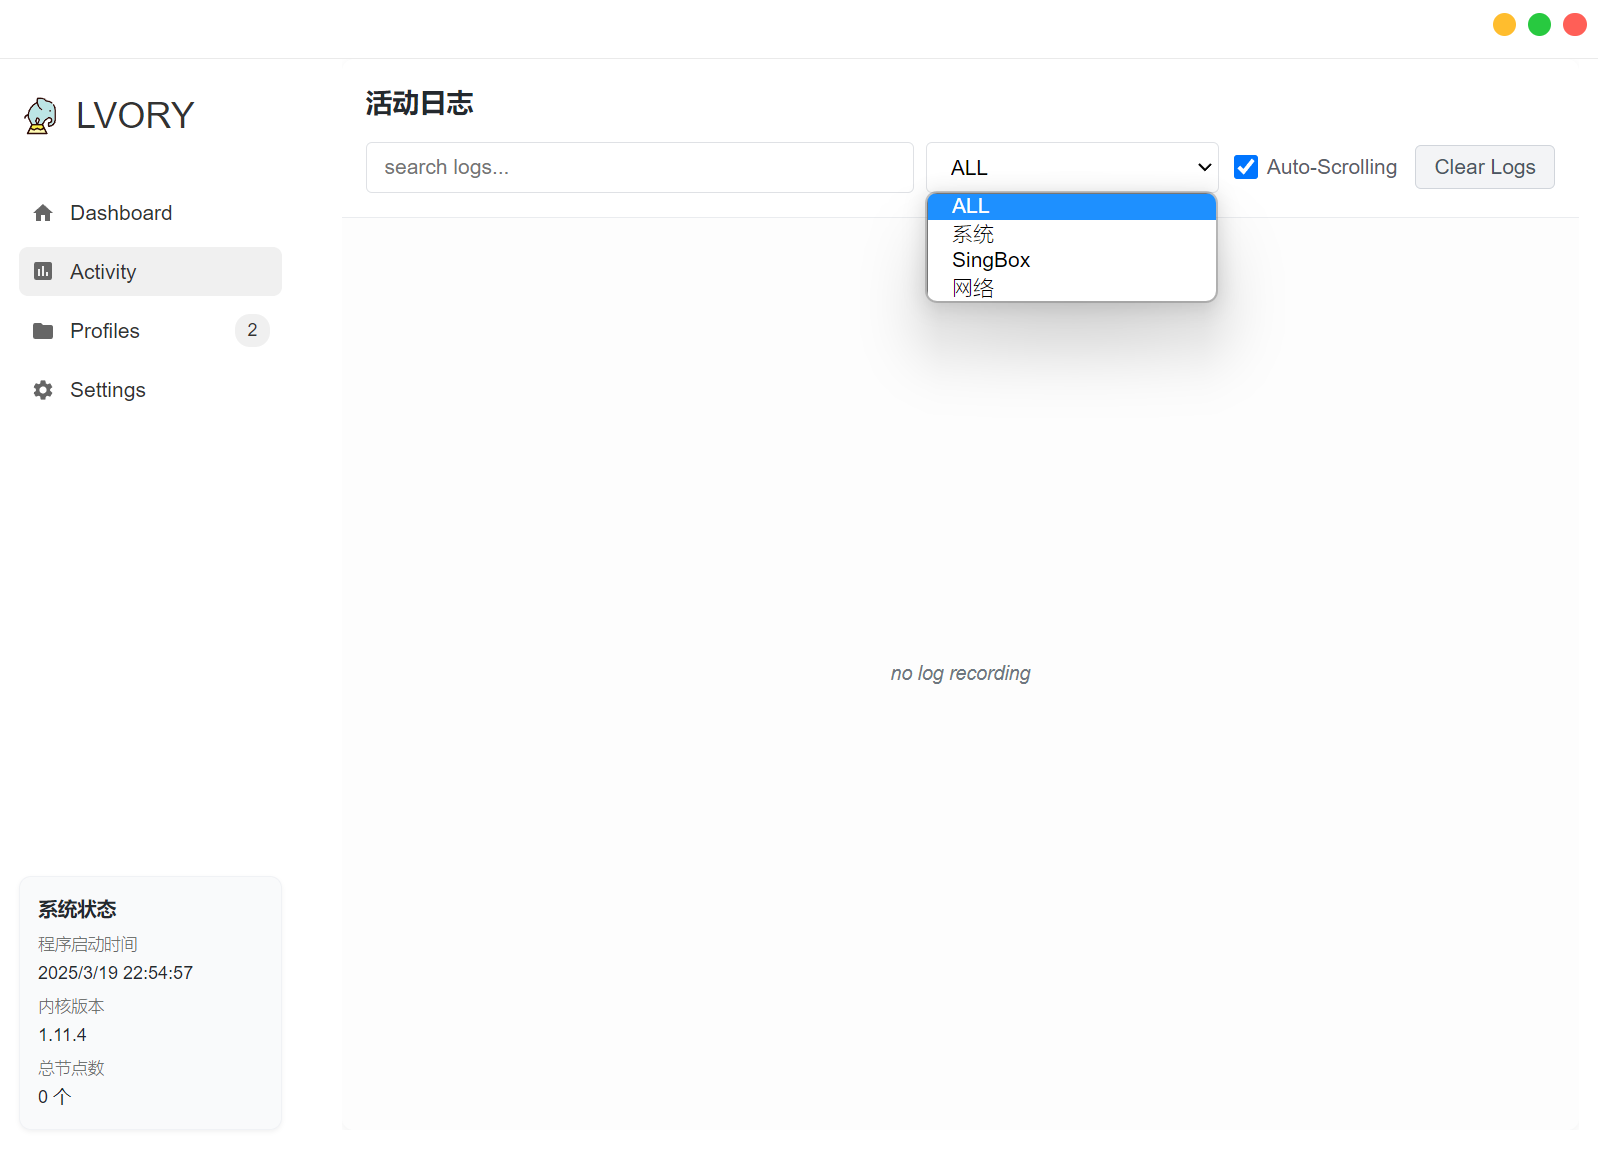 LVORY
Dashboard
Activity
Profiles 2
Settings
系统状态
程序启动时间
2025/3/19 22:54:57
内核版本
1.11.4
总节点数
0 个
活动日志
search logs...
ALL
Auto-Scrolling
Clear Logs
ALL
系统
SingBox
网络
no log recording